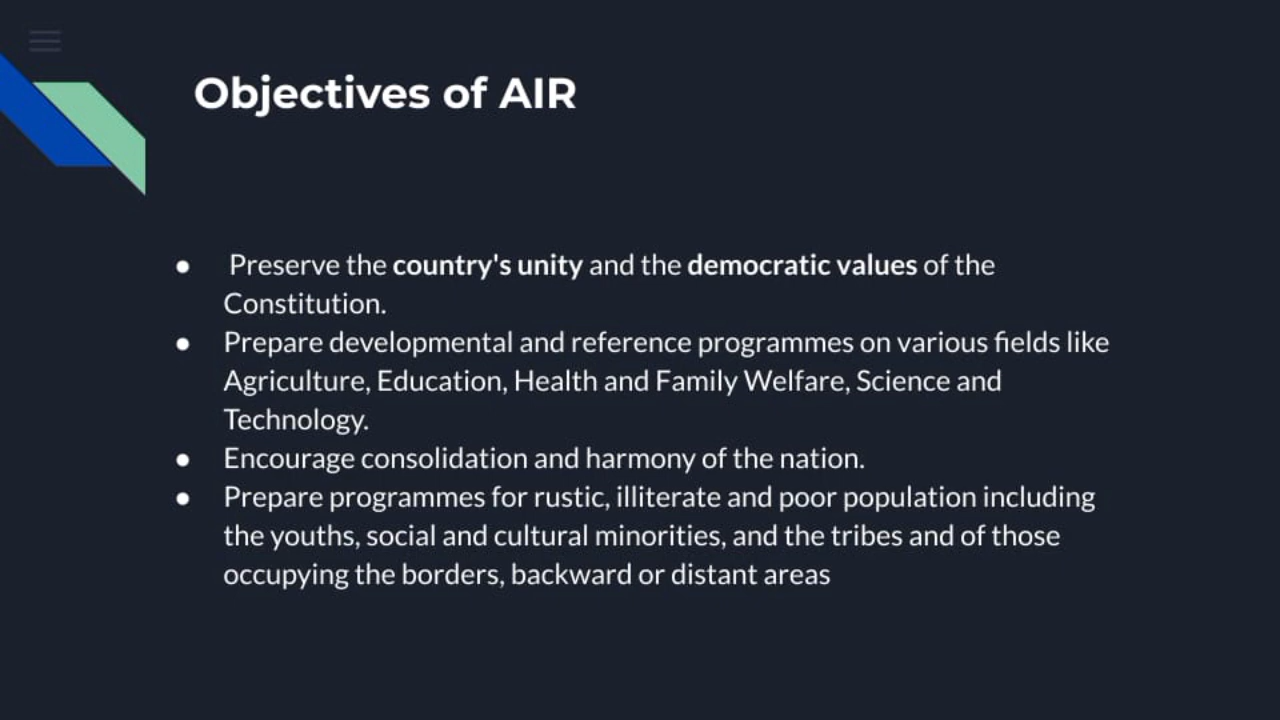 Objectives of AIR
● Preserve the country's unity and the democratic values of the
Constitution.
● Prepare developmental and reference programmes on various fields like
Agriculture, Education, Health and Family Welfare, Science and
Technology.
● Encourage consolidation and harmony of the nation.
● Prepare programmes for rustic, illiterate and poor population including
the youths, social and cultural minorities, and the tribes and of those
occupying the borders, backward or distant areas